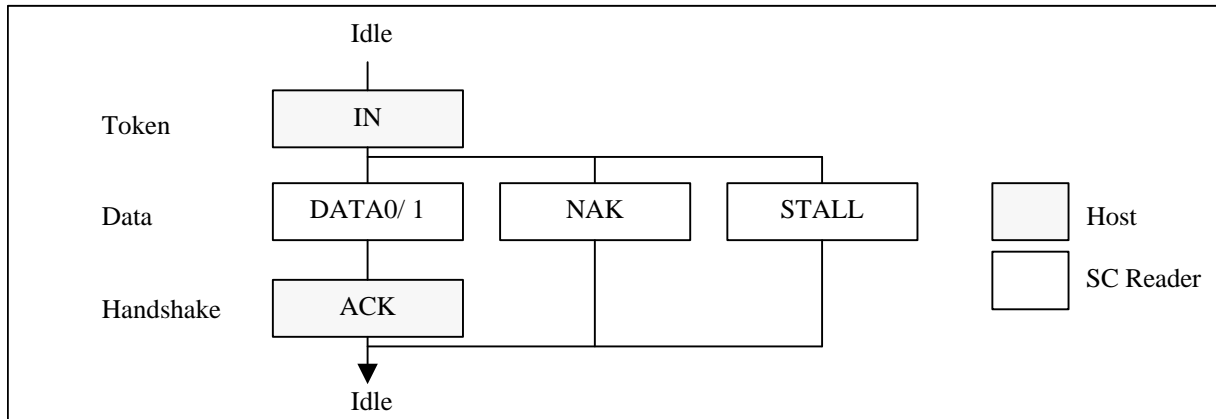 Idle
Token
IN
Data
DATA0/ 1
NAK
STALL
Host
SC Reader
Handshake
ACK
Idle